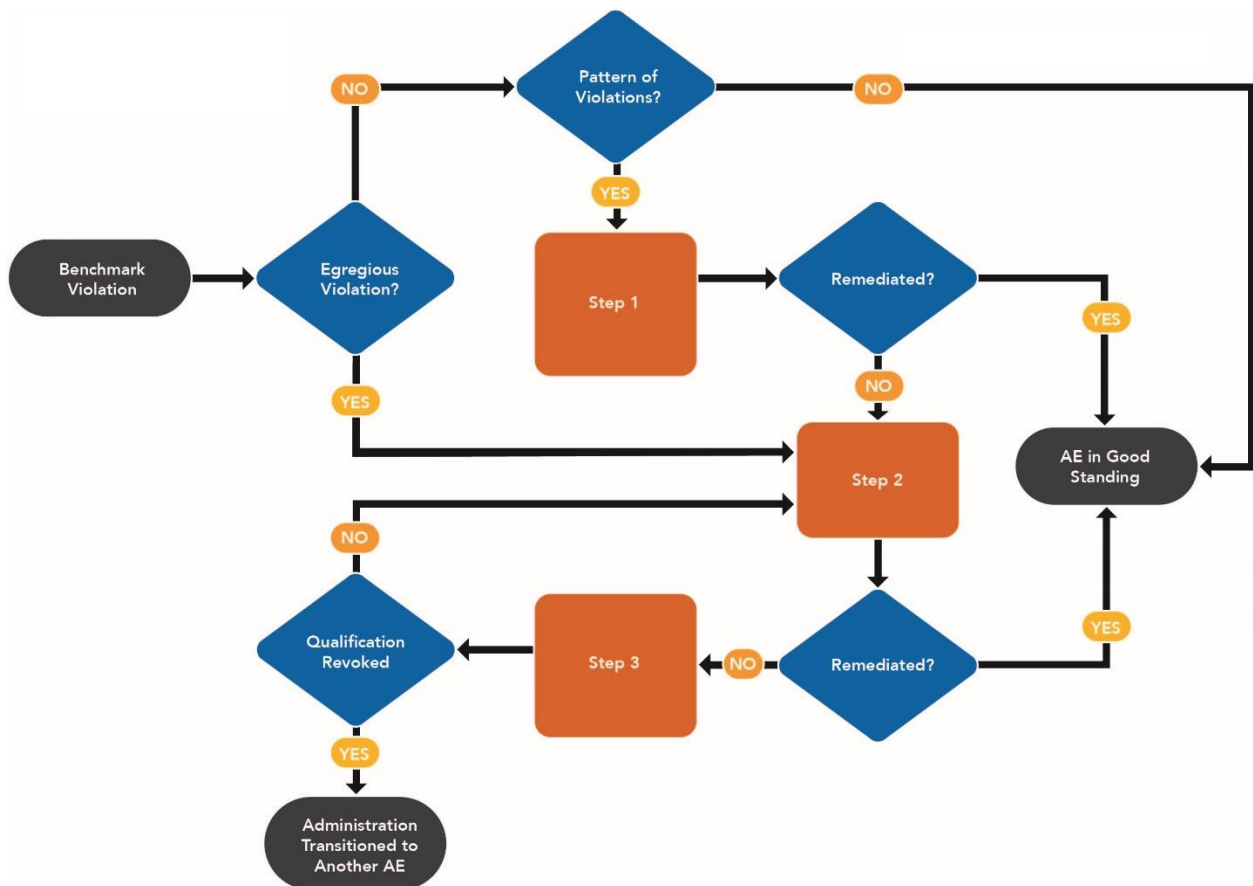 Pattern of
Violations?
NO
NO
YES
Benchmark
Violation
Egregious
Violation?
Step 1
Remediated?
YES
YES
NO
Step 2
AE in Good
Standing
NO
Qualification
Revoked
Step 3
NO
Remediated?
YES
YES
Administration
Transitioned to
Another AE